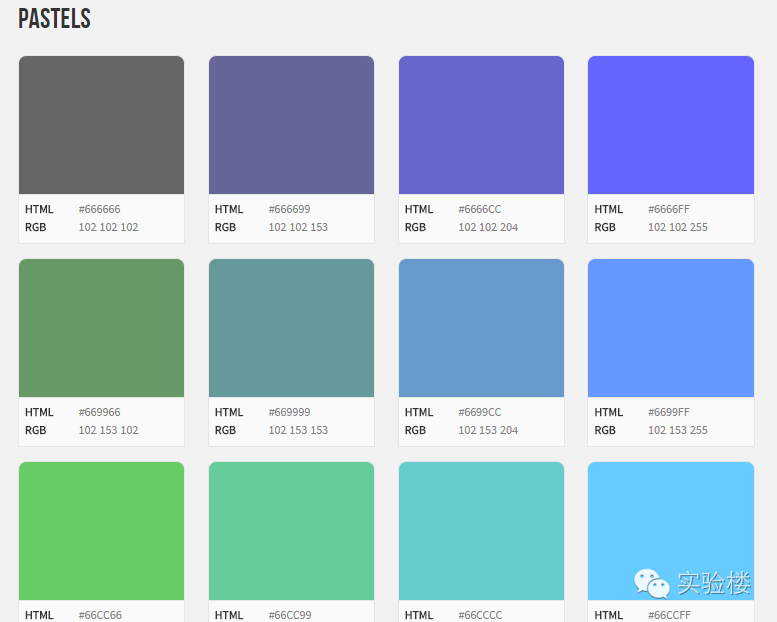 PASTELS
HTML #666666
RGB 102 102 102
HTML #666699
RGB 102 102 153
HTML #6666CC
RGB 102 102 204
HTML #6666FF
RGB 102 102 255
HTML #669966
RGB 102 153 102
HTML #669999
RGB 102 153 153
HTML #6699CC
RGB 102 153 204
HTML #6699FF
RGB 102 153 255
实验楼
HTML #66CC66
HTML #66CC99
HTML #66CCCC
HTML #66CCFF